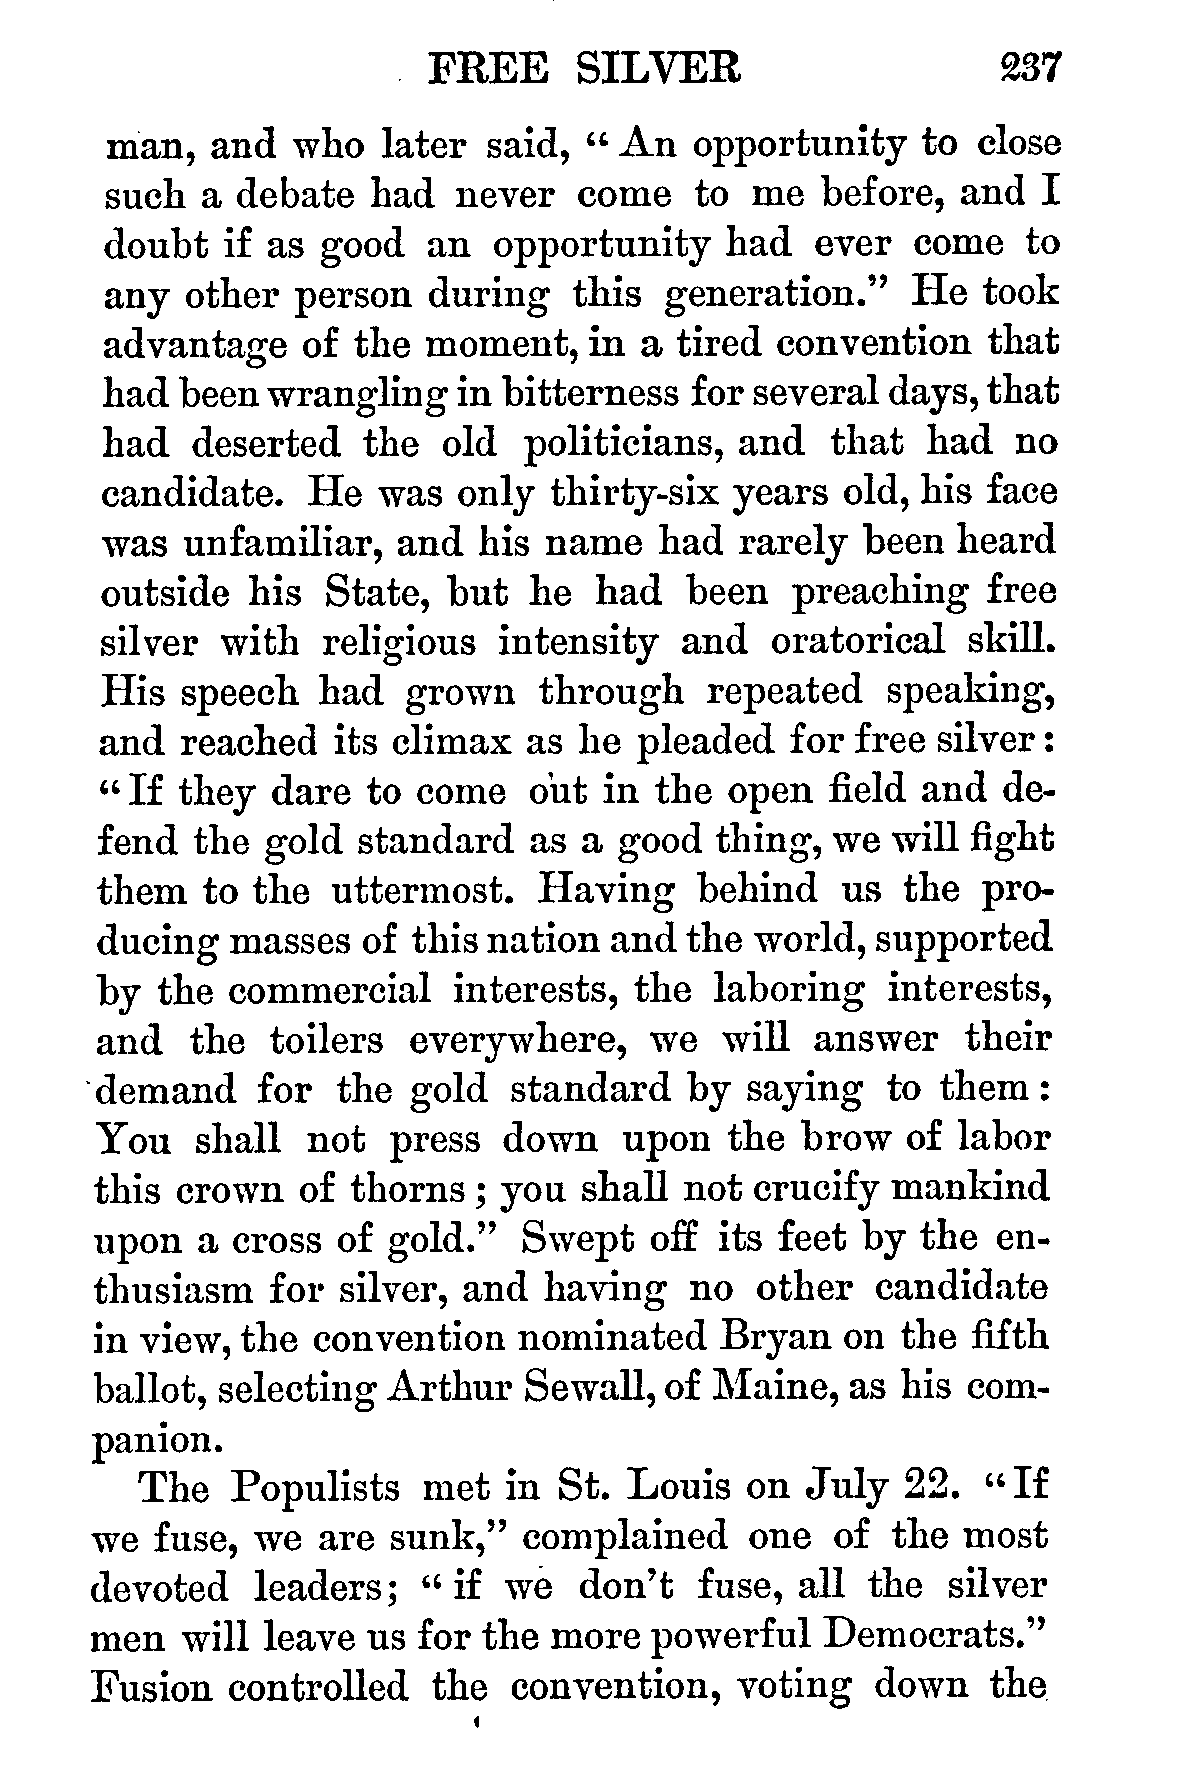 FREE SILVER 237
man, and who later said, “ An opportunity to close
such a debate had never come to me before, and I
doubt if as good an opportunity had ever come to
any other person during this generation.” He took
advantage of the moment, in a tired convention that
had been wrangling in bitterness for several days, that
had deserted the old politicians, and that had no
candidate. He was only thirty-six years old, his face
was unfamiliar, and his name had rarely been heard
outside his State, but he had been preaching free
silver with religious intensity and oratorical skill.
His speech had grown through repeated speaking,
and reached its climax as he pleaded for free silver :
“ If they dare to come out in the open field and de-
fend the gold standard as a good thing, we will fight
them to the uttermost. Having behind us the pro-
ducing masses of this nation and the world, supported
by the commercial interests, the laboring interests,
and the toilers everywhere, we will answer their
demand for the gold standard by saying to them :
You shall not press down upon the brow of labor
this crown of thorns ; you shall not crucify mankind
upon a cross of gold.” Swept off its feet by the en-
thusiasm for silver, and having no other candidate
in view, the convention nominated Bryan on the fifth
ballot, selecting Arthur Sewall, of Maine, as his com-
panion.
The Populists met in St. Louis on July 22. “ If
we fuse, we are sunk,” complained one of the most
devoted leaders; “ if we don’t fuse, all the silver
men will leave us for the more powerful Democrats.”
Fusion controlled the convention, voting down the